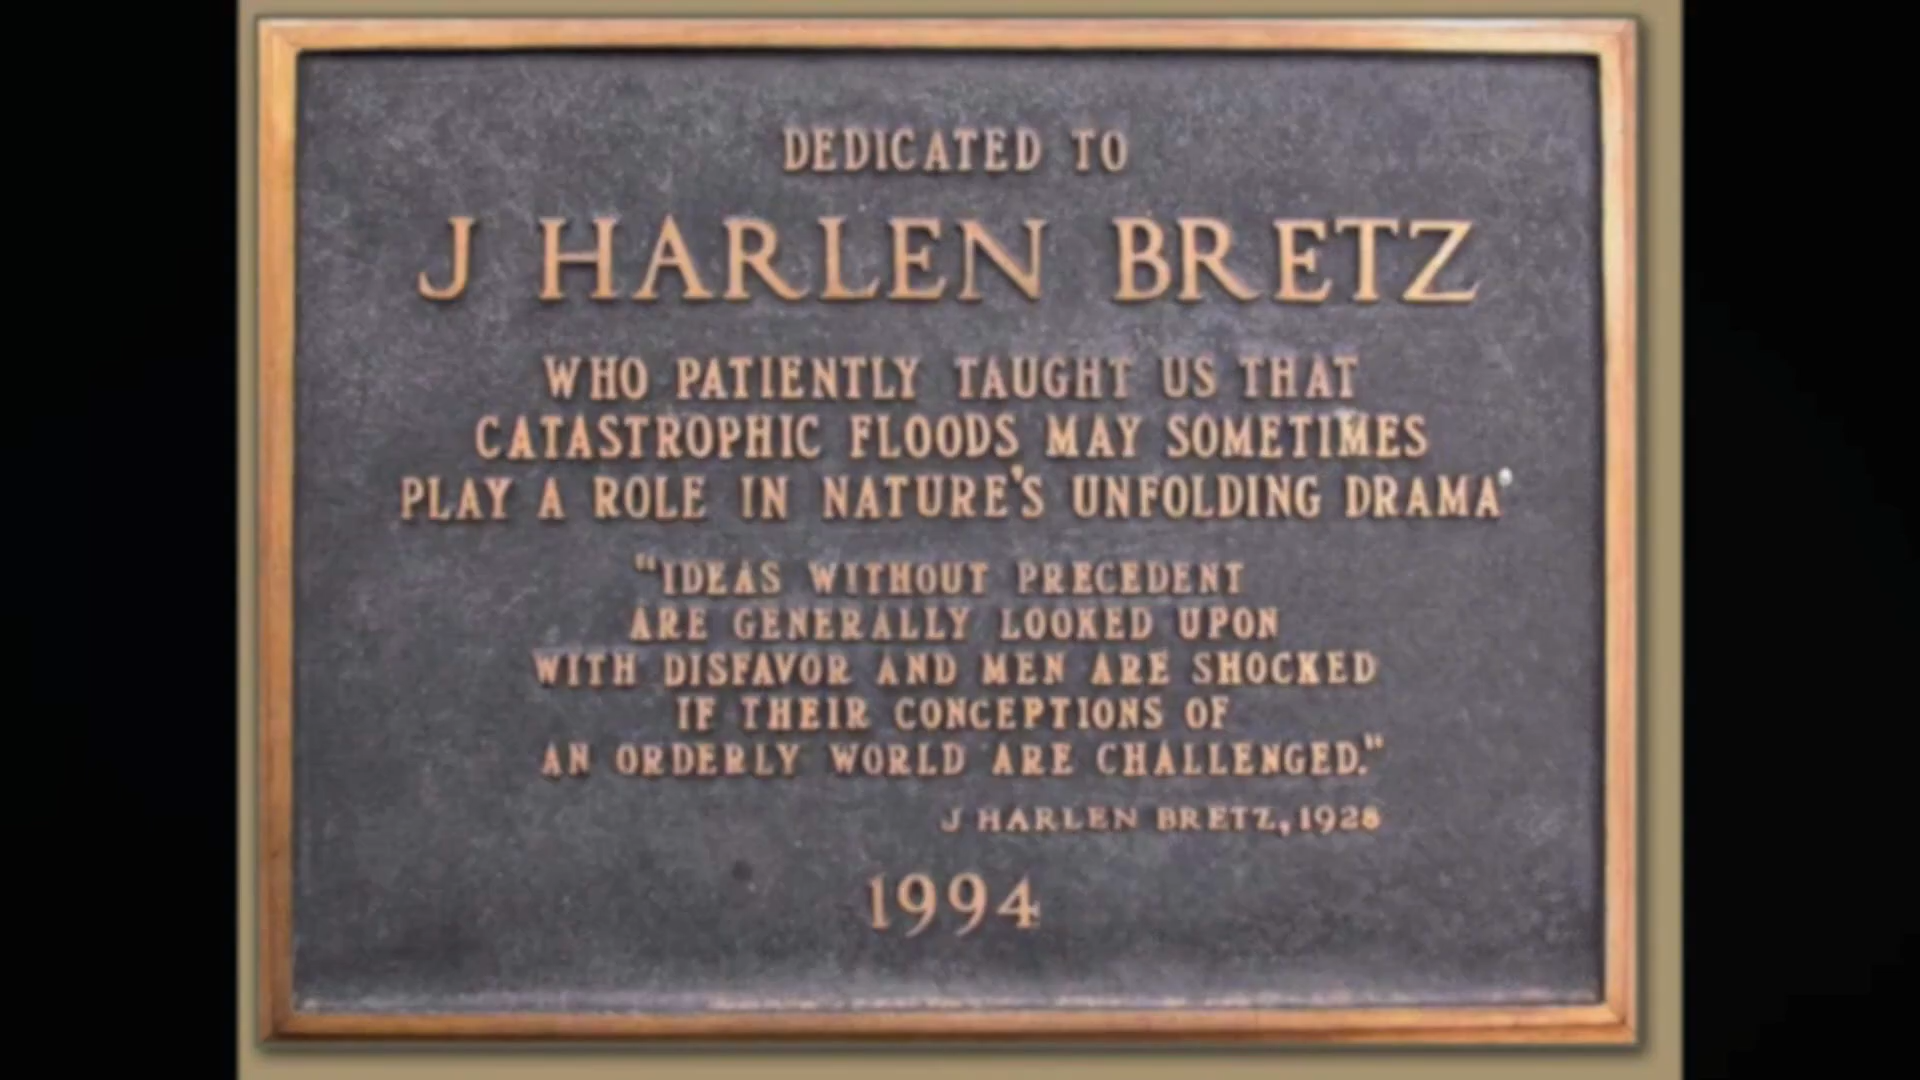 DEDICATED TO
J HARLEN BRETZ
WHO PATIENTLY TAUGHT US THAT
CATASTROPHIC FLOODS MAY SOMETIMES
PLAY A ROLE IN NATURE'S UNFOLDING DRAMA
"IDEAS WITHOUT PRECEDENT
ARE GENERALLY LOOKED UPON
WITH DISFAVOR AND MEN ARE SHOCKED
IF THEIR CONCEPTIONS OF
AN ORDERLY WORLD ARE CHALLENGED."
J HARLEN BRETZ, 1928
1994